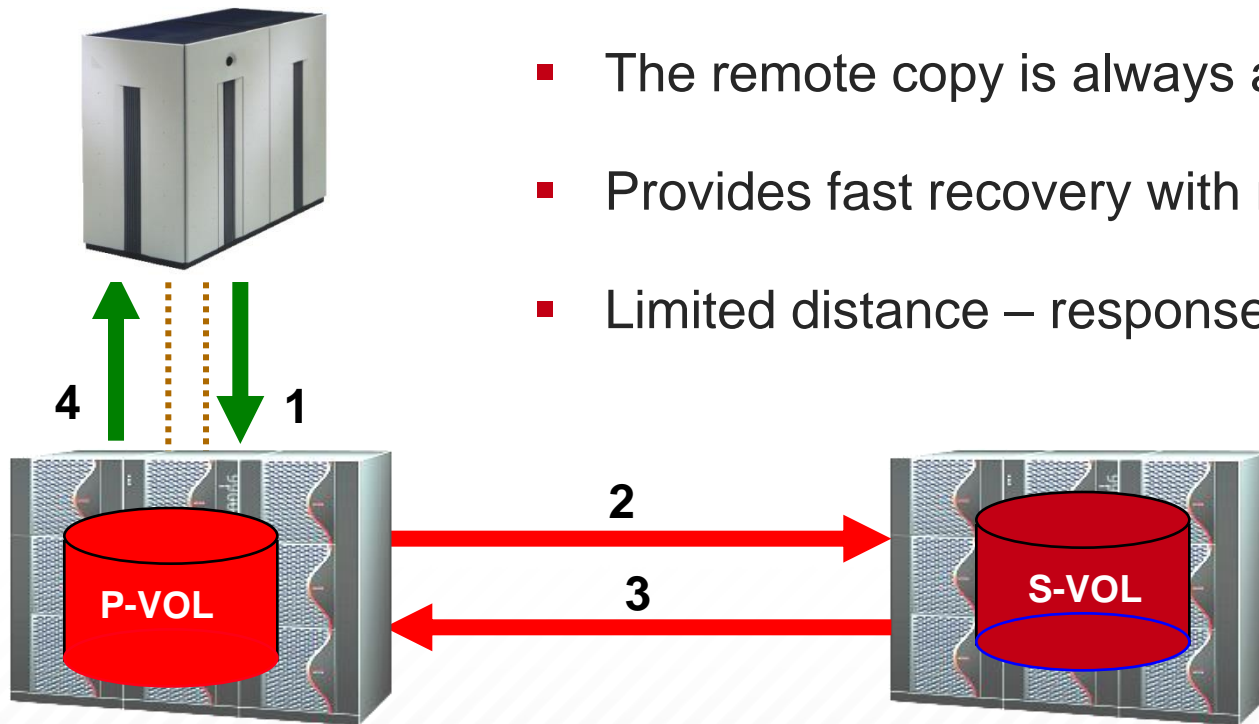 ▪ The remote copy is always
▪ Provides fast recovery with
▪ Limited distance – response
4
1
2
3
P-VOL
S-VOL